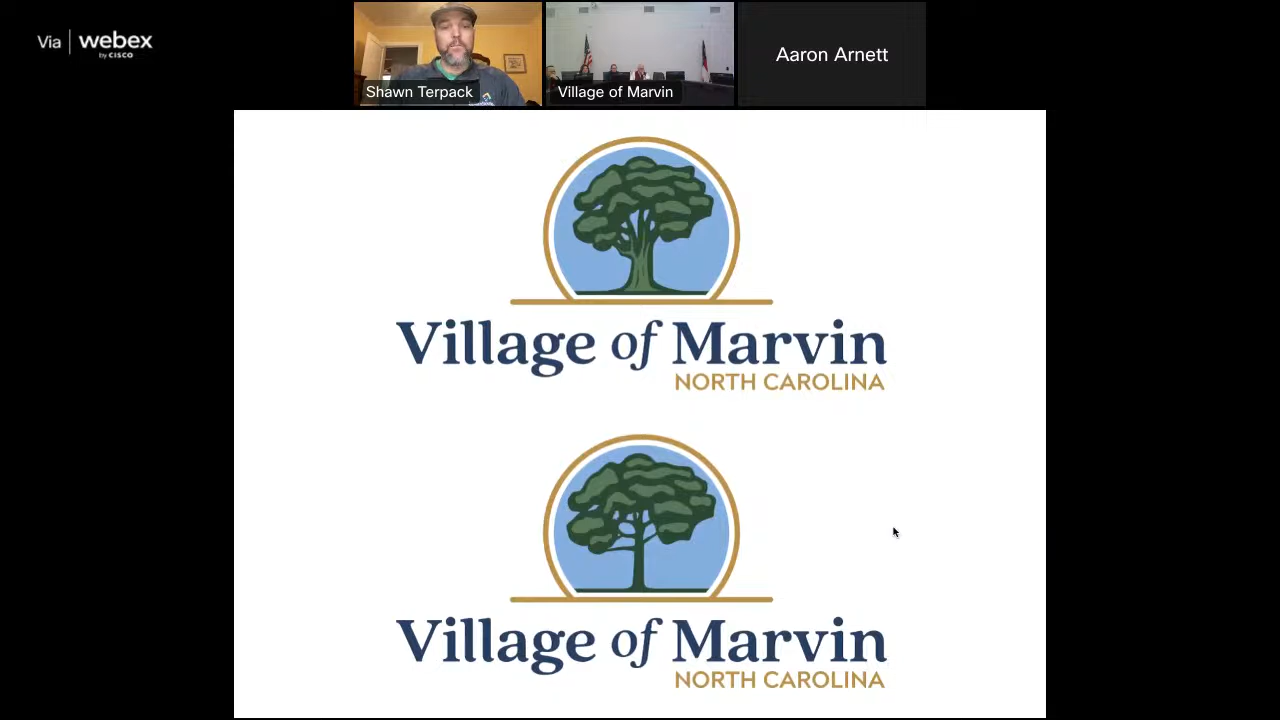 Via webex
by CISCO
Shawn Terpack
Village of Marvin
Aaron Arnett
Village of Marvin
NORTH CAROLINA
Village of Marvin
NORTH CAROLINA